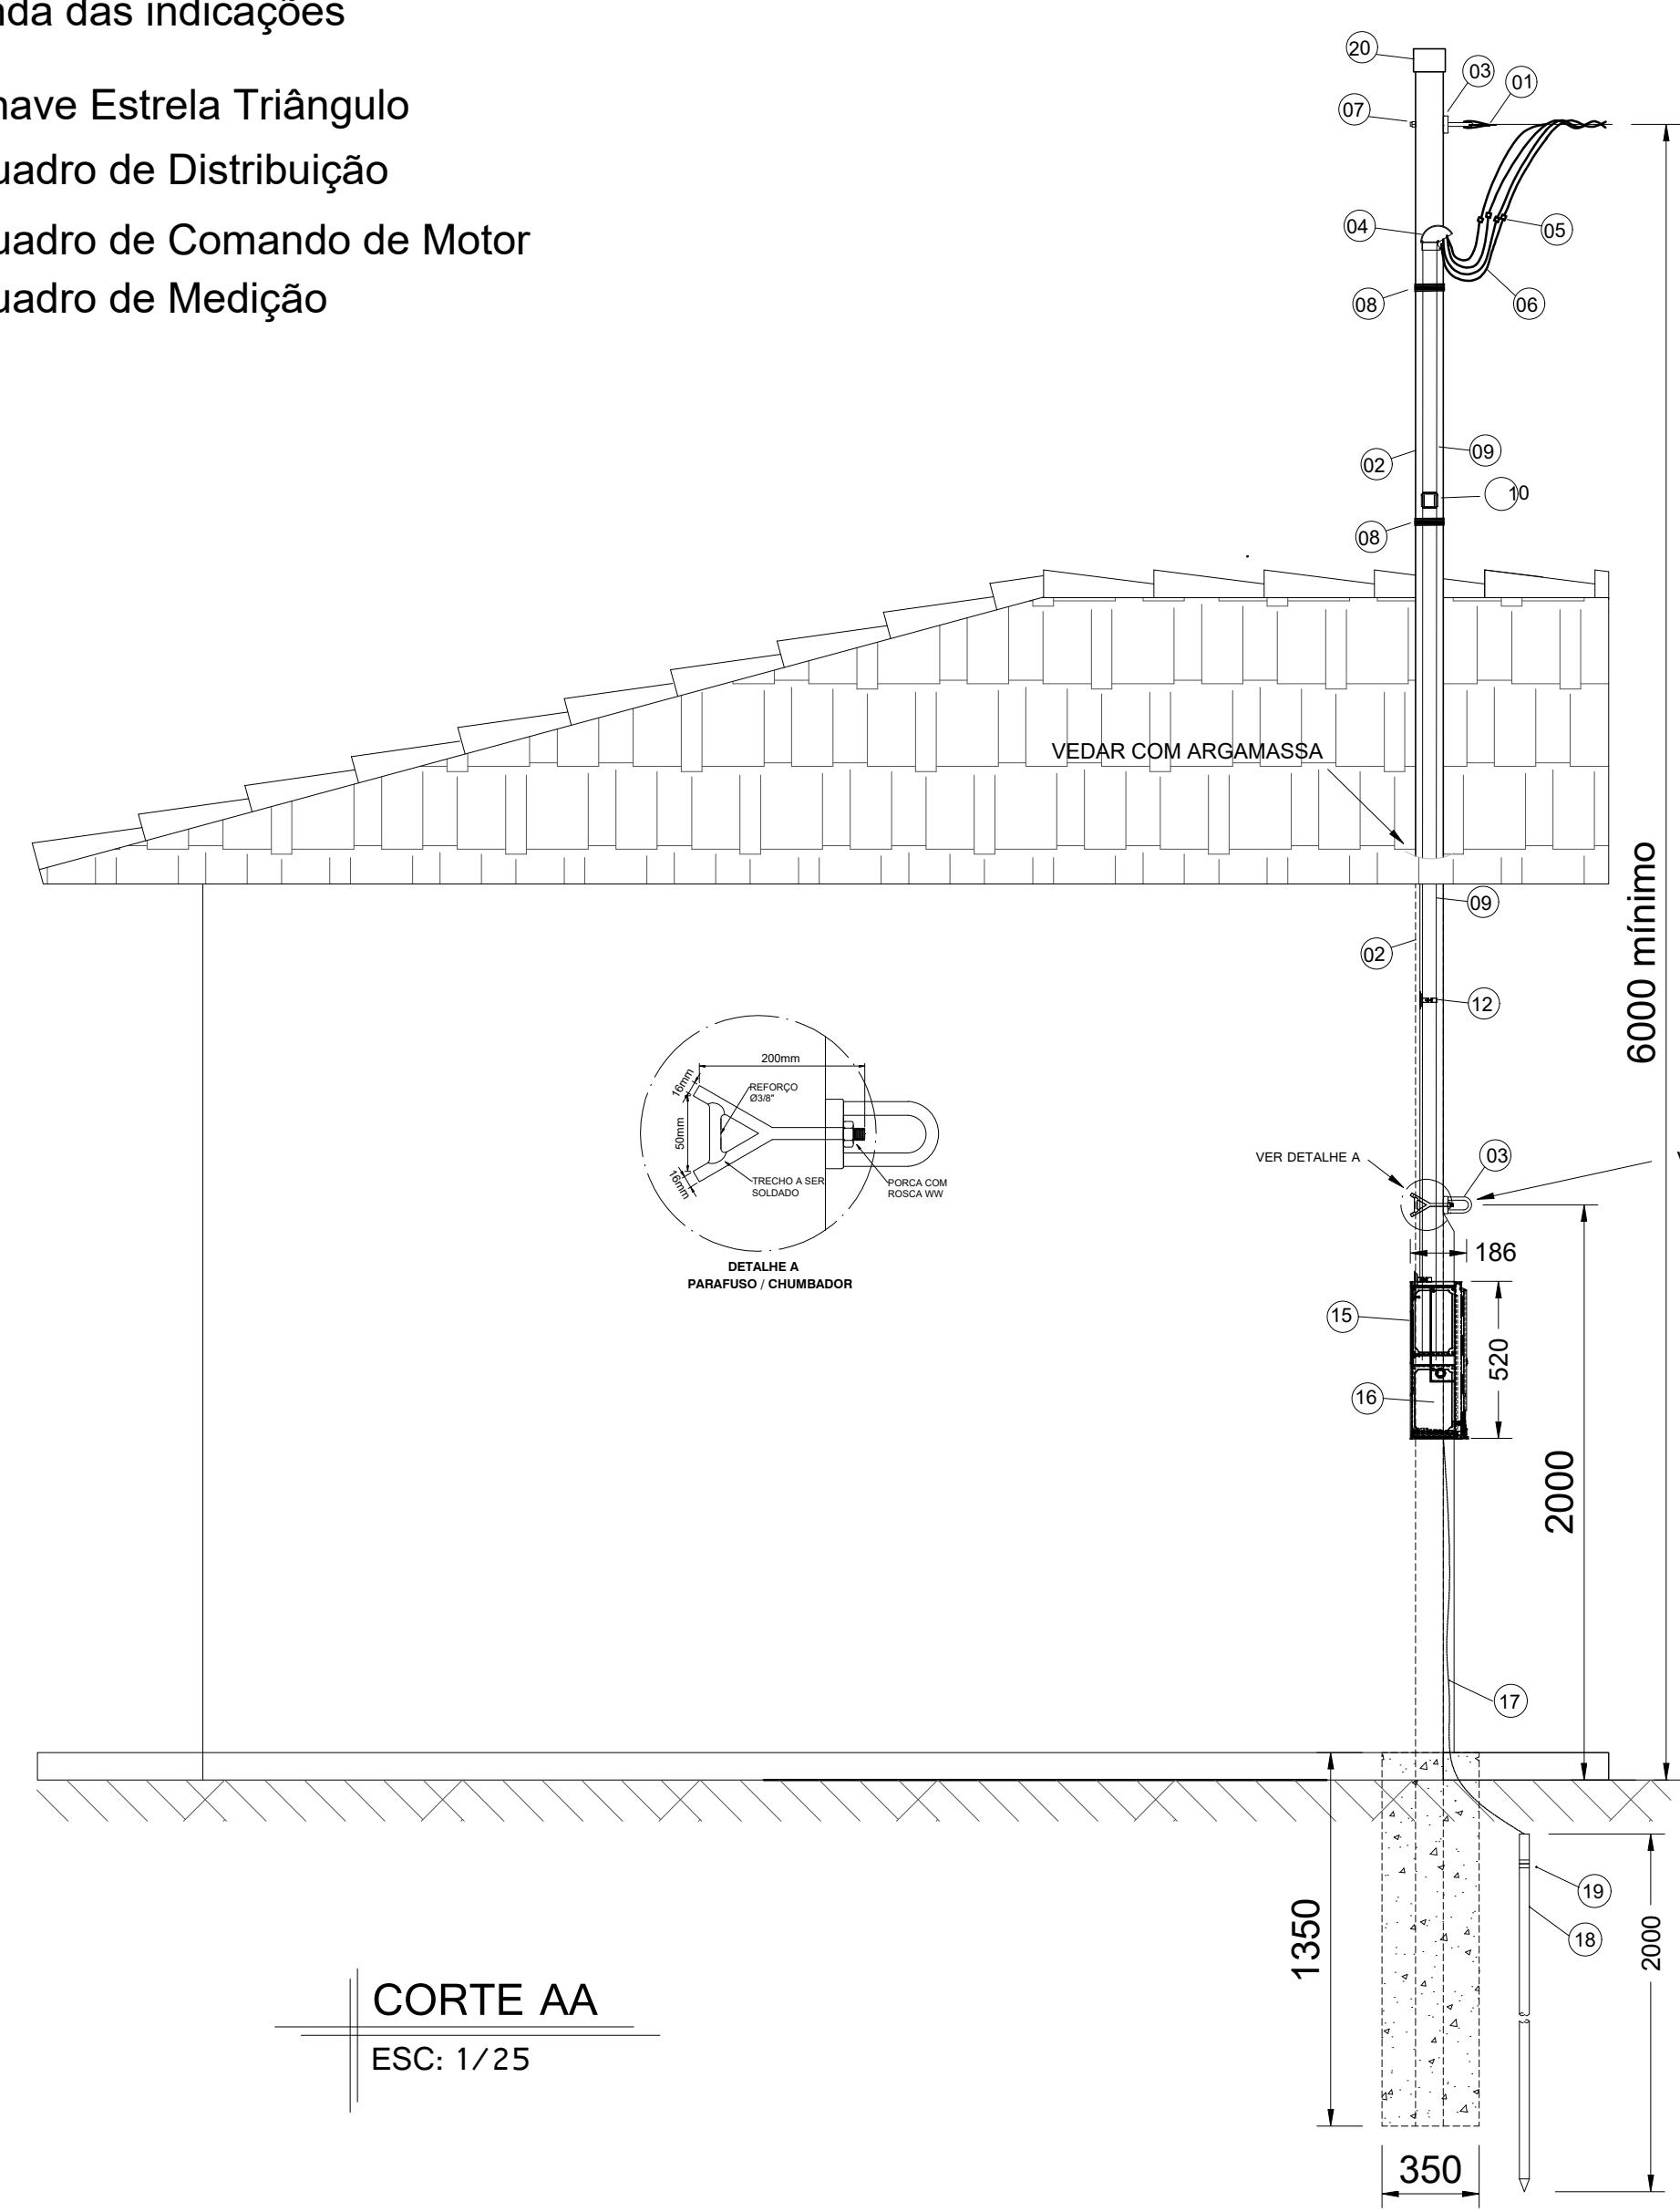 nda das indicações
nave Estrela Triângulo
uadro de Distribuição
uadro de Comando de Motor
uadro de Medição
20
03
01
07
04
05
08
06
09
02
10
08
VEDAR COM ARGAMASSA
6000 mínimo
09
02
12
200mm
16mm
REFORÇO
Ø3/8"
50mm
16mm
TRECHO A SER
SOLDADO
PORCA COM
ROSCA WW
DETALHE A
PARAFUSO / CHUMBADOR
VER DETALHE A
03
186
15
520
16
2000
17
19
18
2000
1350
350
CORTE AA
ESC: 1/25